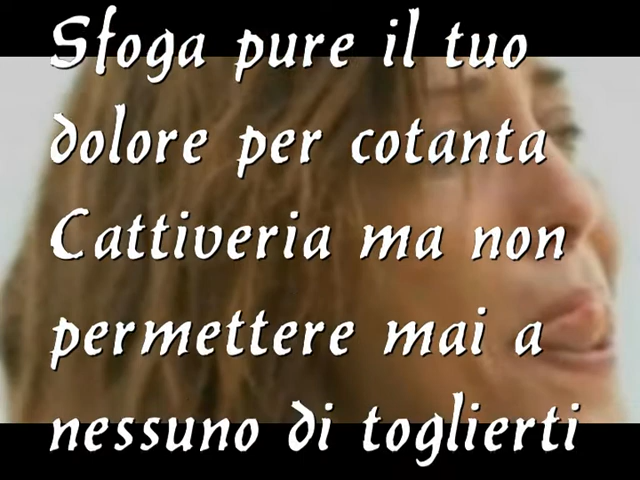 Sfoga pure il tuo
dolore per cotanta
Cattiveria ma non
permettere mai a
nessuno di toglierti